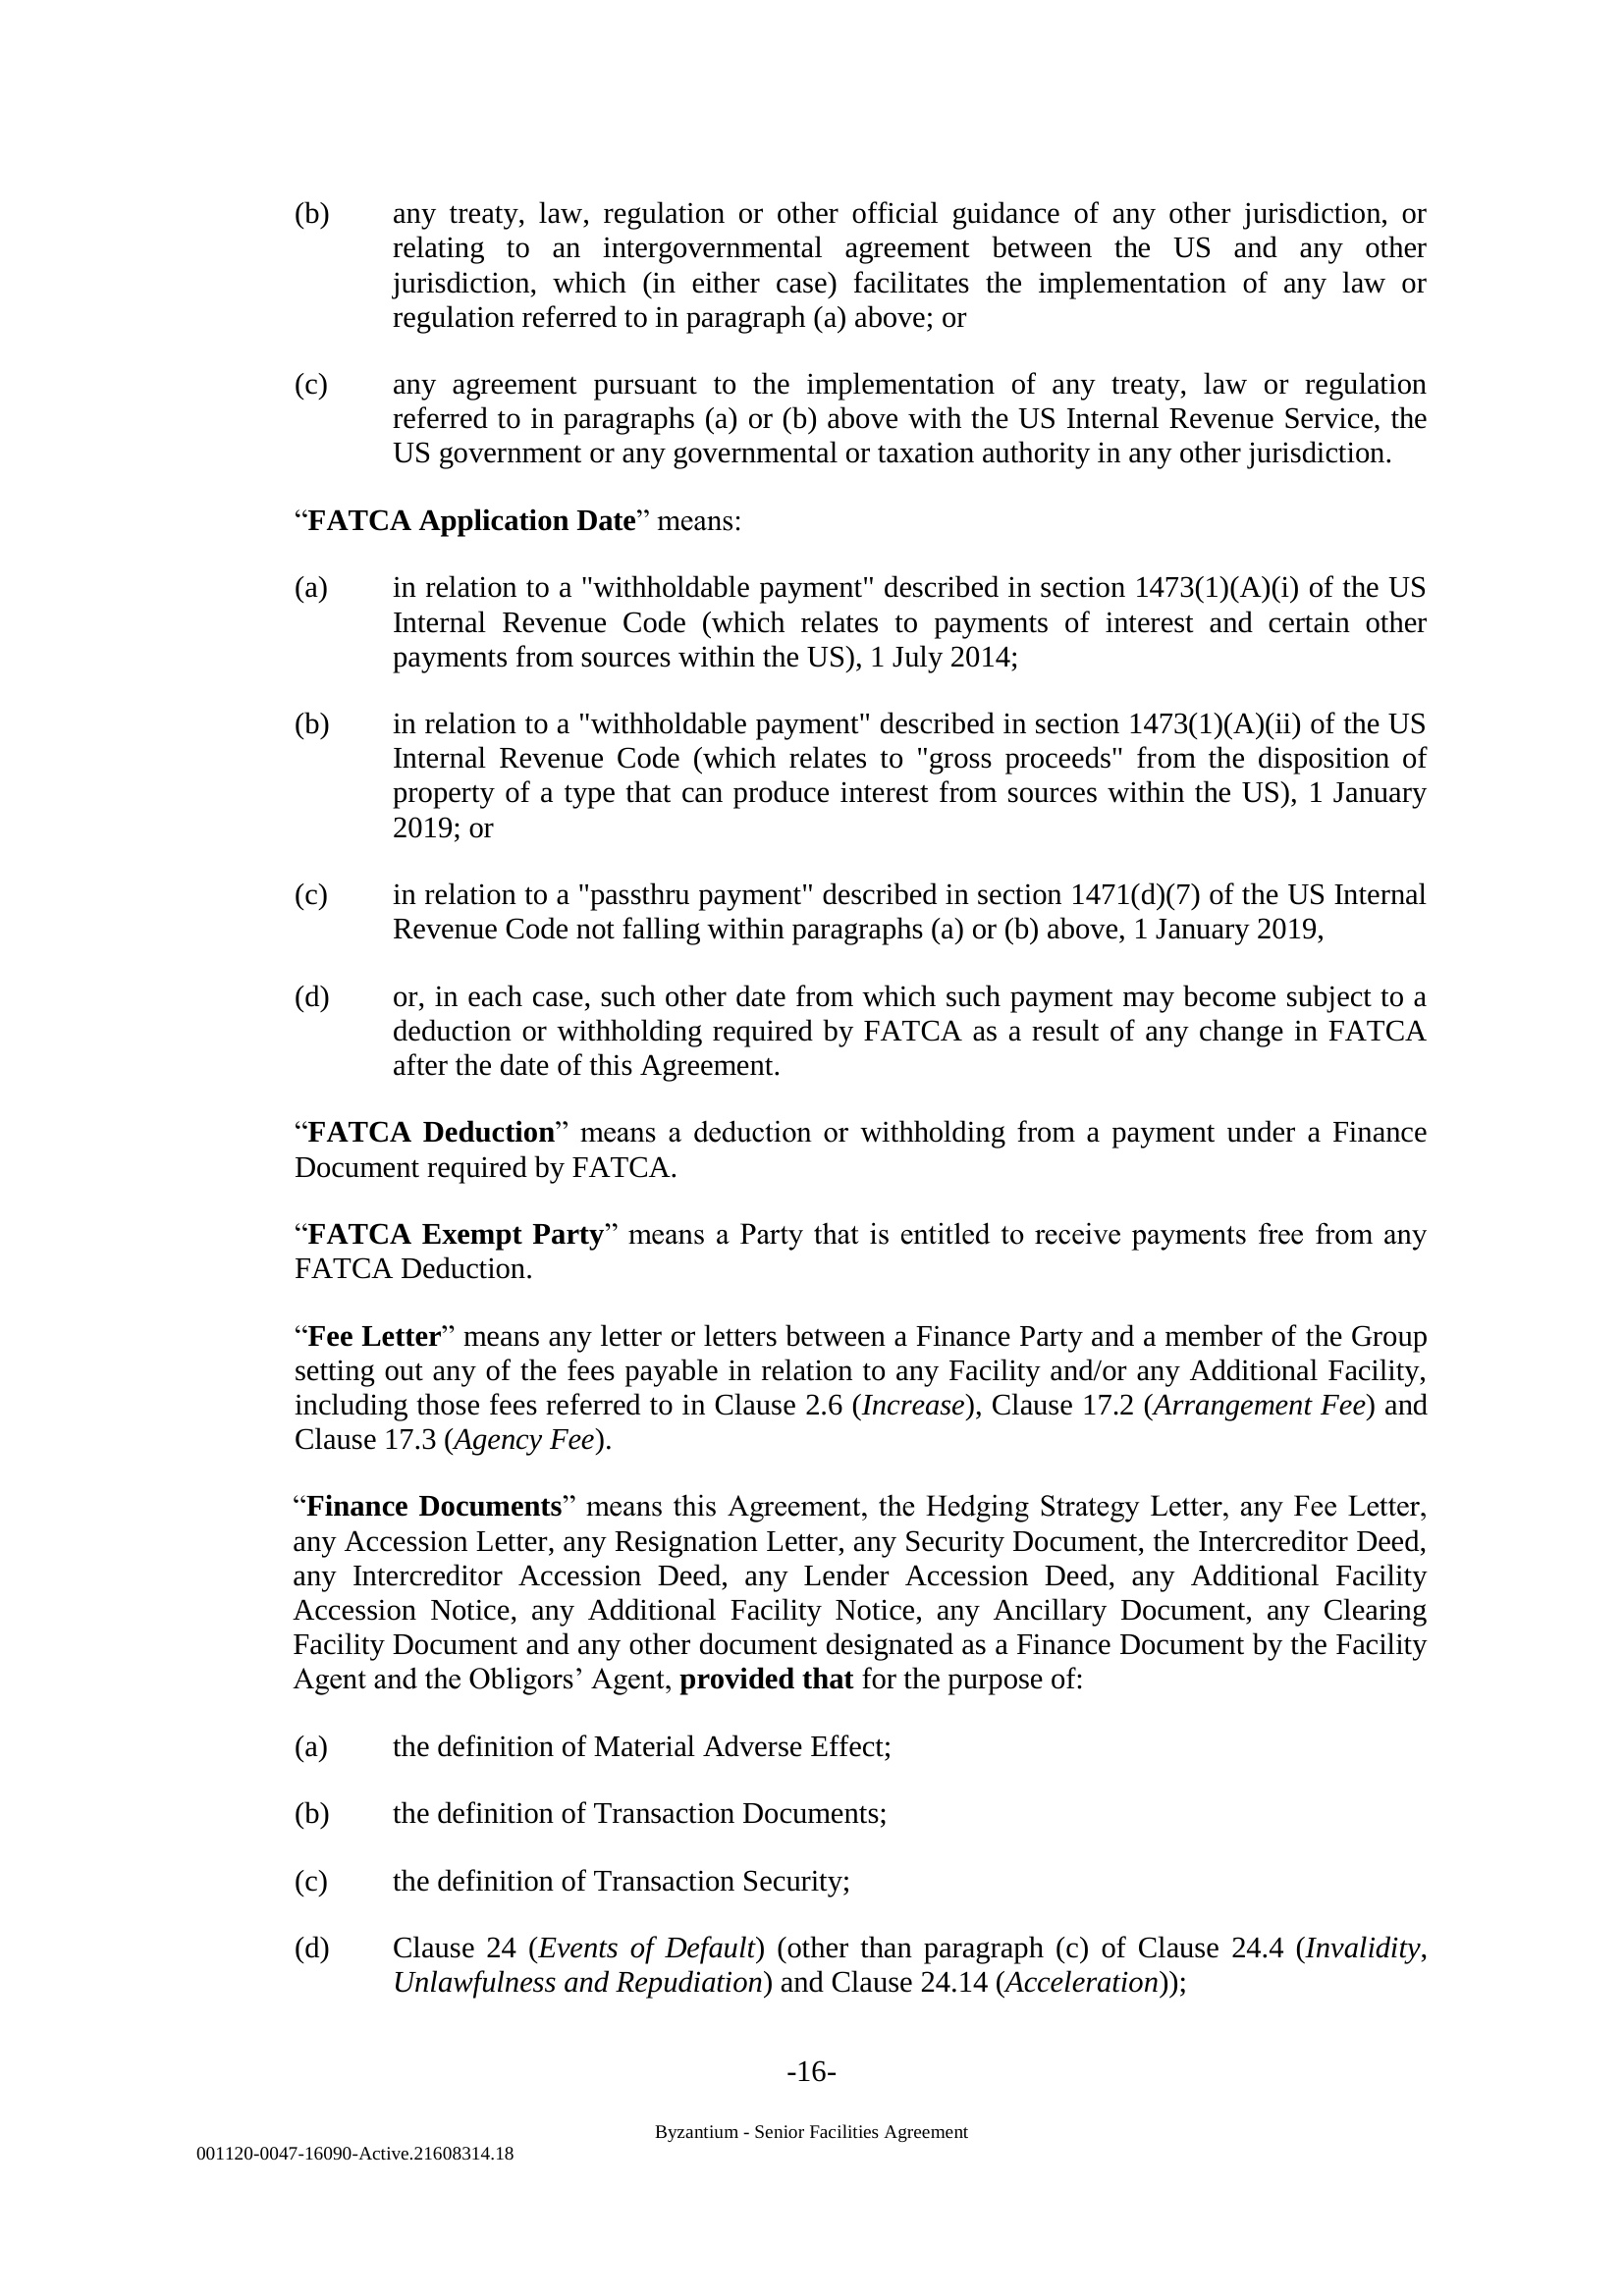 (b) any treaty, law, regulation or other official guidance of any other jurisdiction, or
relating to an intergovernmental agreement between the US and any other
jurisdiction, which (in either case) facilitates the implementation of any law or
regulation referred to in paragraph (a) above; or
(c) any agreement pursuant to the implementation of any treaty, law or regulation
referred to in paragraphs (a) or (b) above with the US Internal Revenue Service, the
US government or any governmental or taxation authority in any other jurisdiction.
“FATCA Application Date” means:
(a) in relation to a "withholdable payment" described in section 1473(1)(A)(i) of the US
Internal Revenue Code (which relates to payments of interest and certain other
payments from sources within the US), 1 July 2014;
(b) in relation to a "withholdable payment" described in section 1473(1)(A)(ii) of the US
Internal Revenue Code (which relates to "gross proceeds" from the disposition of
property of a type that can produce interest from sources within the US), 1 January
2019; or
(c) in relation to a "passthru payment" described in section 1471(d)(7) of the US Internal
Revenue Code not falling within paragraphs (a) or (b) above, 1 January 2019,
(d) or, in each case, such other date from which such payment may become subject to a
deduction or withholding required by FATCA as a result of any change in FATCA
after the date of this Agreement.
“FATCA Deduction” means a deduction or withholding from a payment under a Finance
Document required by FATCA.
“FATCA Exempt Party” means a Party that is entitled to receive payments free from any
FATCA Deduction.
“Fee Letter” means any letter or letters between a Finance Party and a member of the Group
setting out any of the fees payable in relation to any Facility and/or any Additional Facility,
including those fees referred to in Clause 2.6 (Increase), Clause 17.2 (Arrangement Fee) and
Clause 17.3 (Agency Fee).
“Finance Documents” means this Agreement, the Hedging Strategy Letter, any Fee Letter,
any Accession Letter, any Resignation Letter, any Security Document, the Intercreditor Deed,
any Intercreditor Accession Deed, any Lender Accession Deed, any Additional Facility
Accession Notice, any Additional Facility Notice, any Ancillary Document, any Clearing
Facility Document and any other document designated as a Finance Document by the Facility
Agent and the Obligors’ Agent, provided that for the purpose of:
(a) the definition of Material Adverse Effect;
(b) the definition of Transaction Documents;
(c) the definition of Transaction Security;
(d) Clause 24 (Events of Default) (other than paragraph (c) of Clause 24.4 (Invalidity,
Unlawfulness and Repudiation) and Clause 24.14 (Acceleration));
-16-
Byzantium - Senior Facilities Agreement
001120-0047-16090-Active.21608314.18